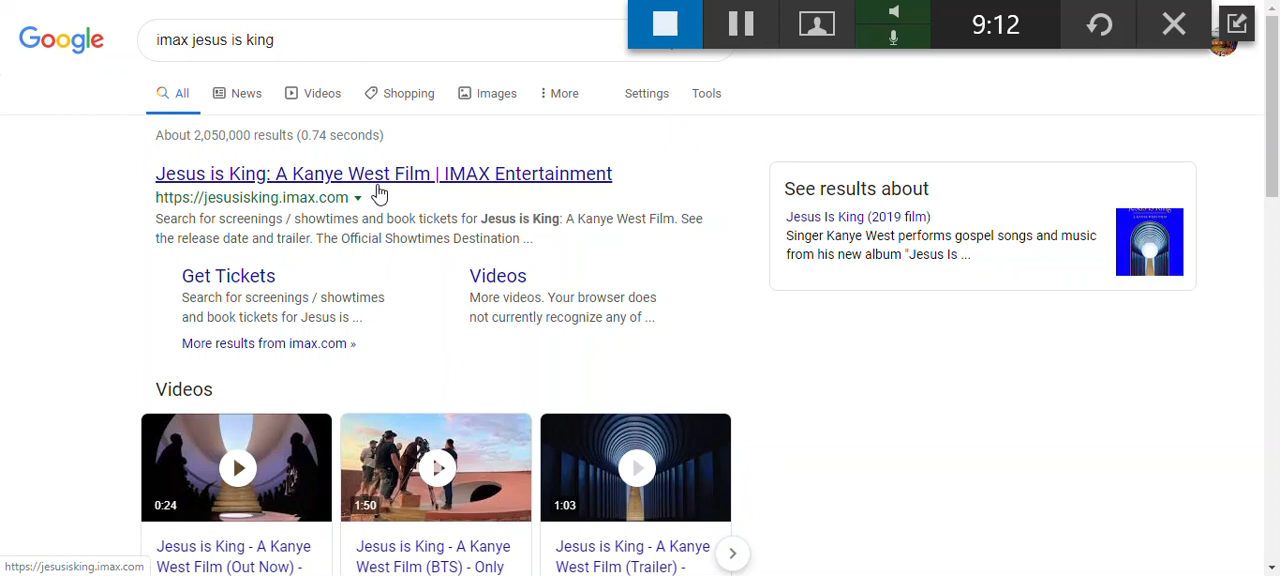 9:12
Google
imax jesus is king
All
News
Videos
Shopping
Images
More
Settings
Tools
About 2,050,000 results (0.74 seconds)
Jesus is King: A Kanye West Film | IMAX Entertainment
https://jesusisking.imax.com
Search for screenings / showtimes and book tickets for Jesus is King: A Kanye West Film. See
the release date and trailer. The Official Showtimes Destination ...
Get Tickets
Search for screenings / showtimes
and book tickets for Jesus is ...
Videos
More videos. Your browser does
not currently recognize any of ...
More results from imax.com »
See results about
Jesus Is King (2019 film)
Singer Kanye West performs gospel songs and music
from his new album "Jesus Is ...
Videos
0:24
1:50
1:03
Jesus is King - A Kanye
West Film (Out Now) -
Jesus is King - A Kanye
West Film (BTS) - Only
Jesus is King - A Kanye
West Film (Trailer) -
https://jesusisking.imax.com